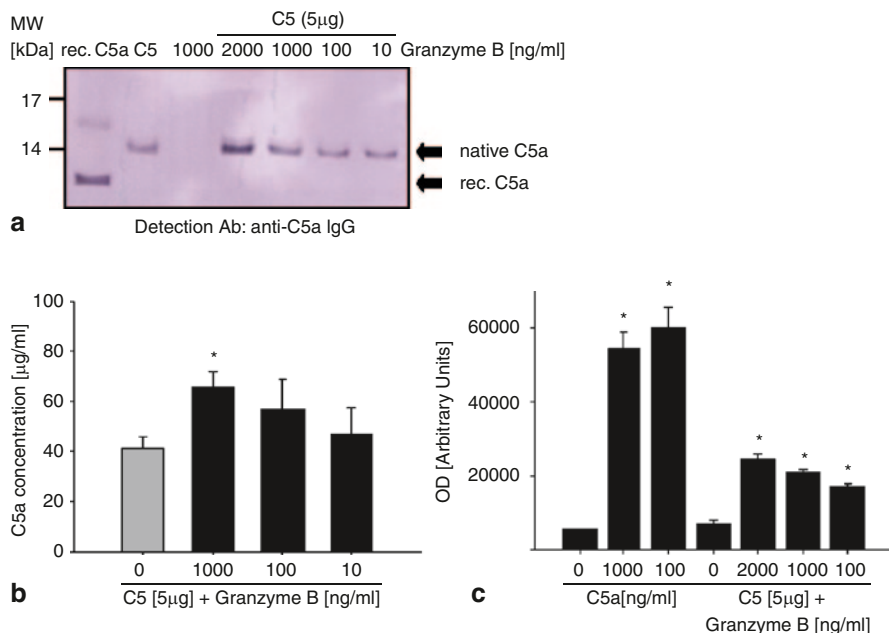 MW
C5 (5µg)
[kDa] rec. C5a C5 1000 2000 1000 100 10 Granzyme B [ng/ml]
17
14
native C5a
rec. C5a
a
Detection Ab: anti-C5a IgG
C5a concentration [µg/ml]
100
80
60
40
20
0
*
0 1000 100 10
C5 [5µg] + Granzyme B [ng/ml]
b
OD [Arbitrary Units]
60000
40000
20000
* * * * *
0 1000 100 0 2000 1000 100
C5a[ng/ml]
C5 [5µg] +
Granzyme B [ng/ml]
c